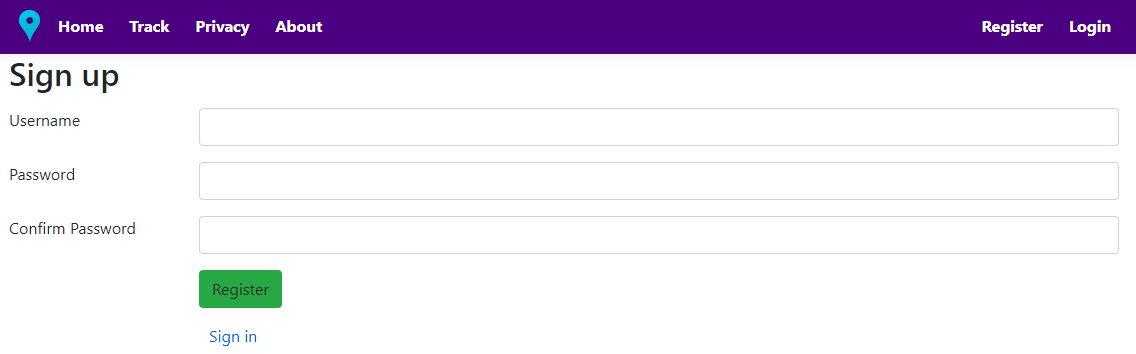 Home Track Privacy About Register Login
Sign up
Username
Password
Confirm Password
Register
Sign in